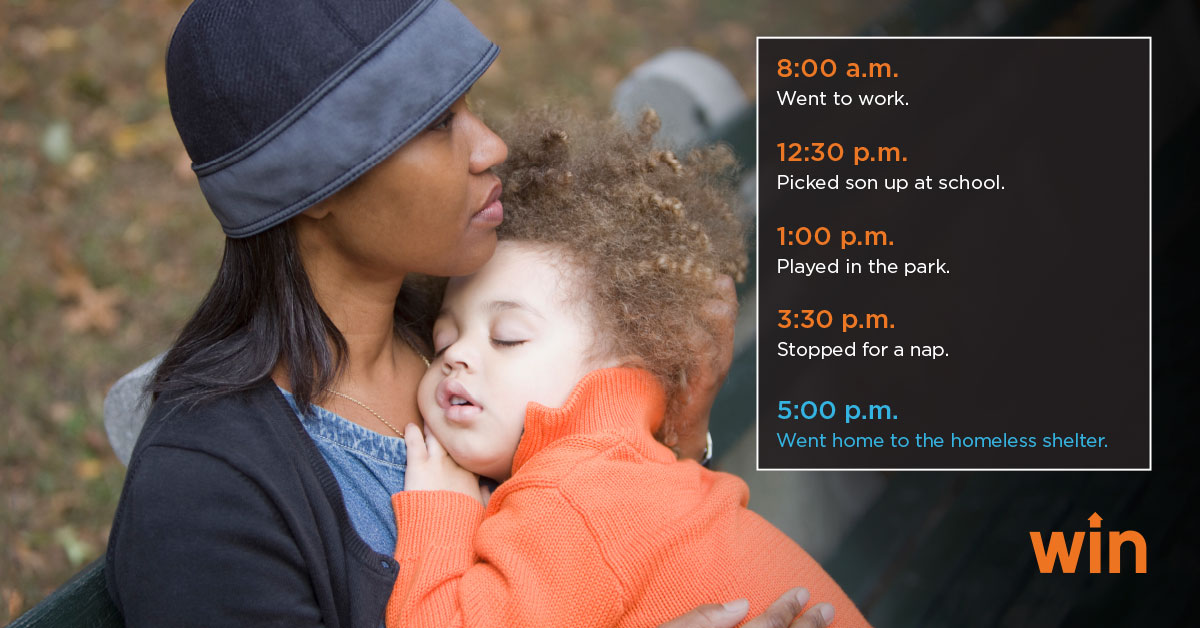 8:00 a.m.
Went to work.
12:30 p.m.
Picked son up at school.
1:00 p.m.
Played in the park.
3:30 p.m.
Stopped for a nap.
5:00 p.m.
Went home to the homeless shelter.
win